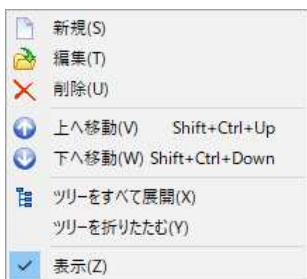 新規(S)
編集(T)
削除(U)
上へ移動(V) Shift+Ctrl+Up
下へ移動(W) Shift+Ctrl+Down
ツリーをすべて展開(X)
ツリーを折りたたむ(Y)
表示(Z)